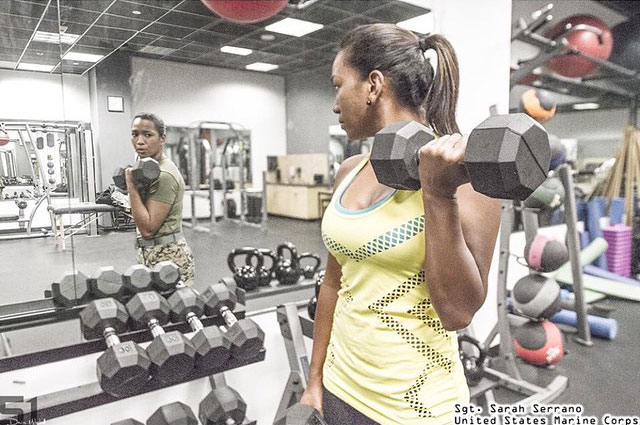 Sgt. Sarah Serrano
United States Marine Corps
51